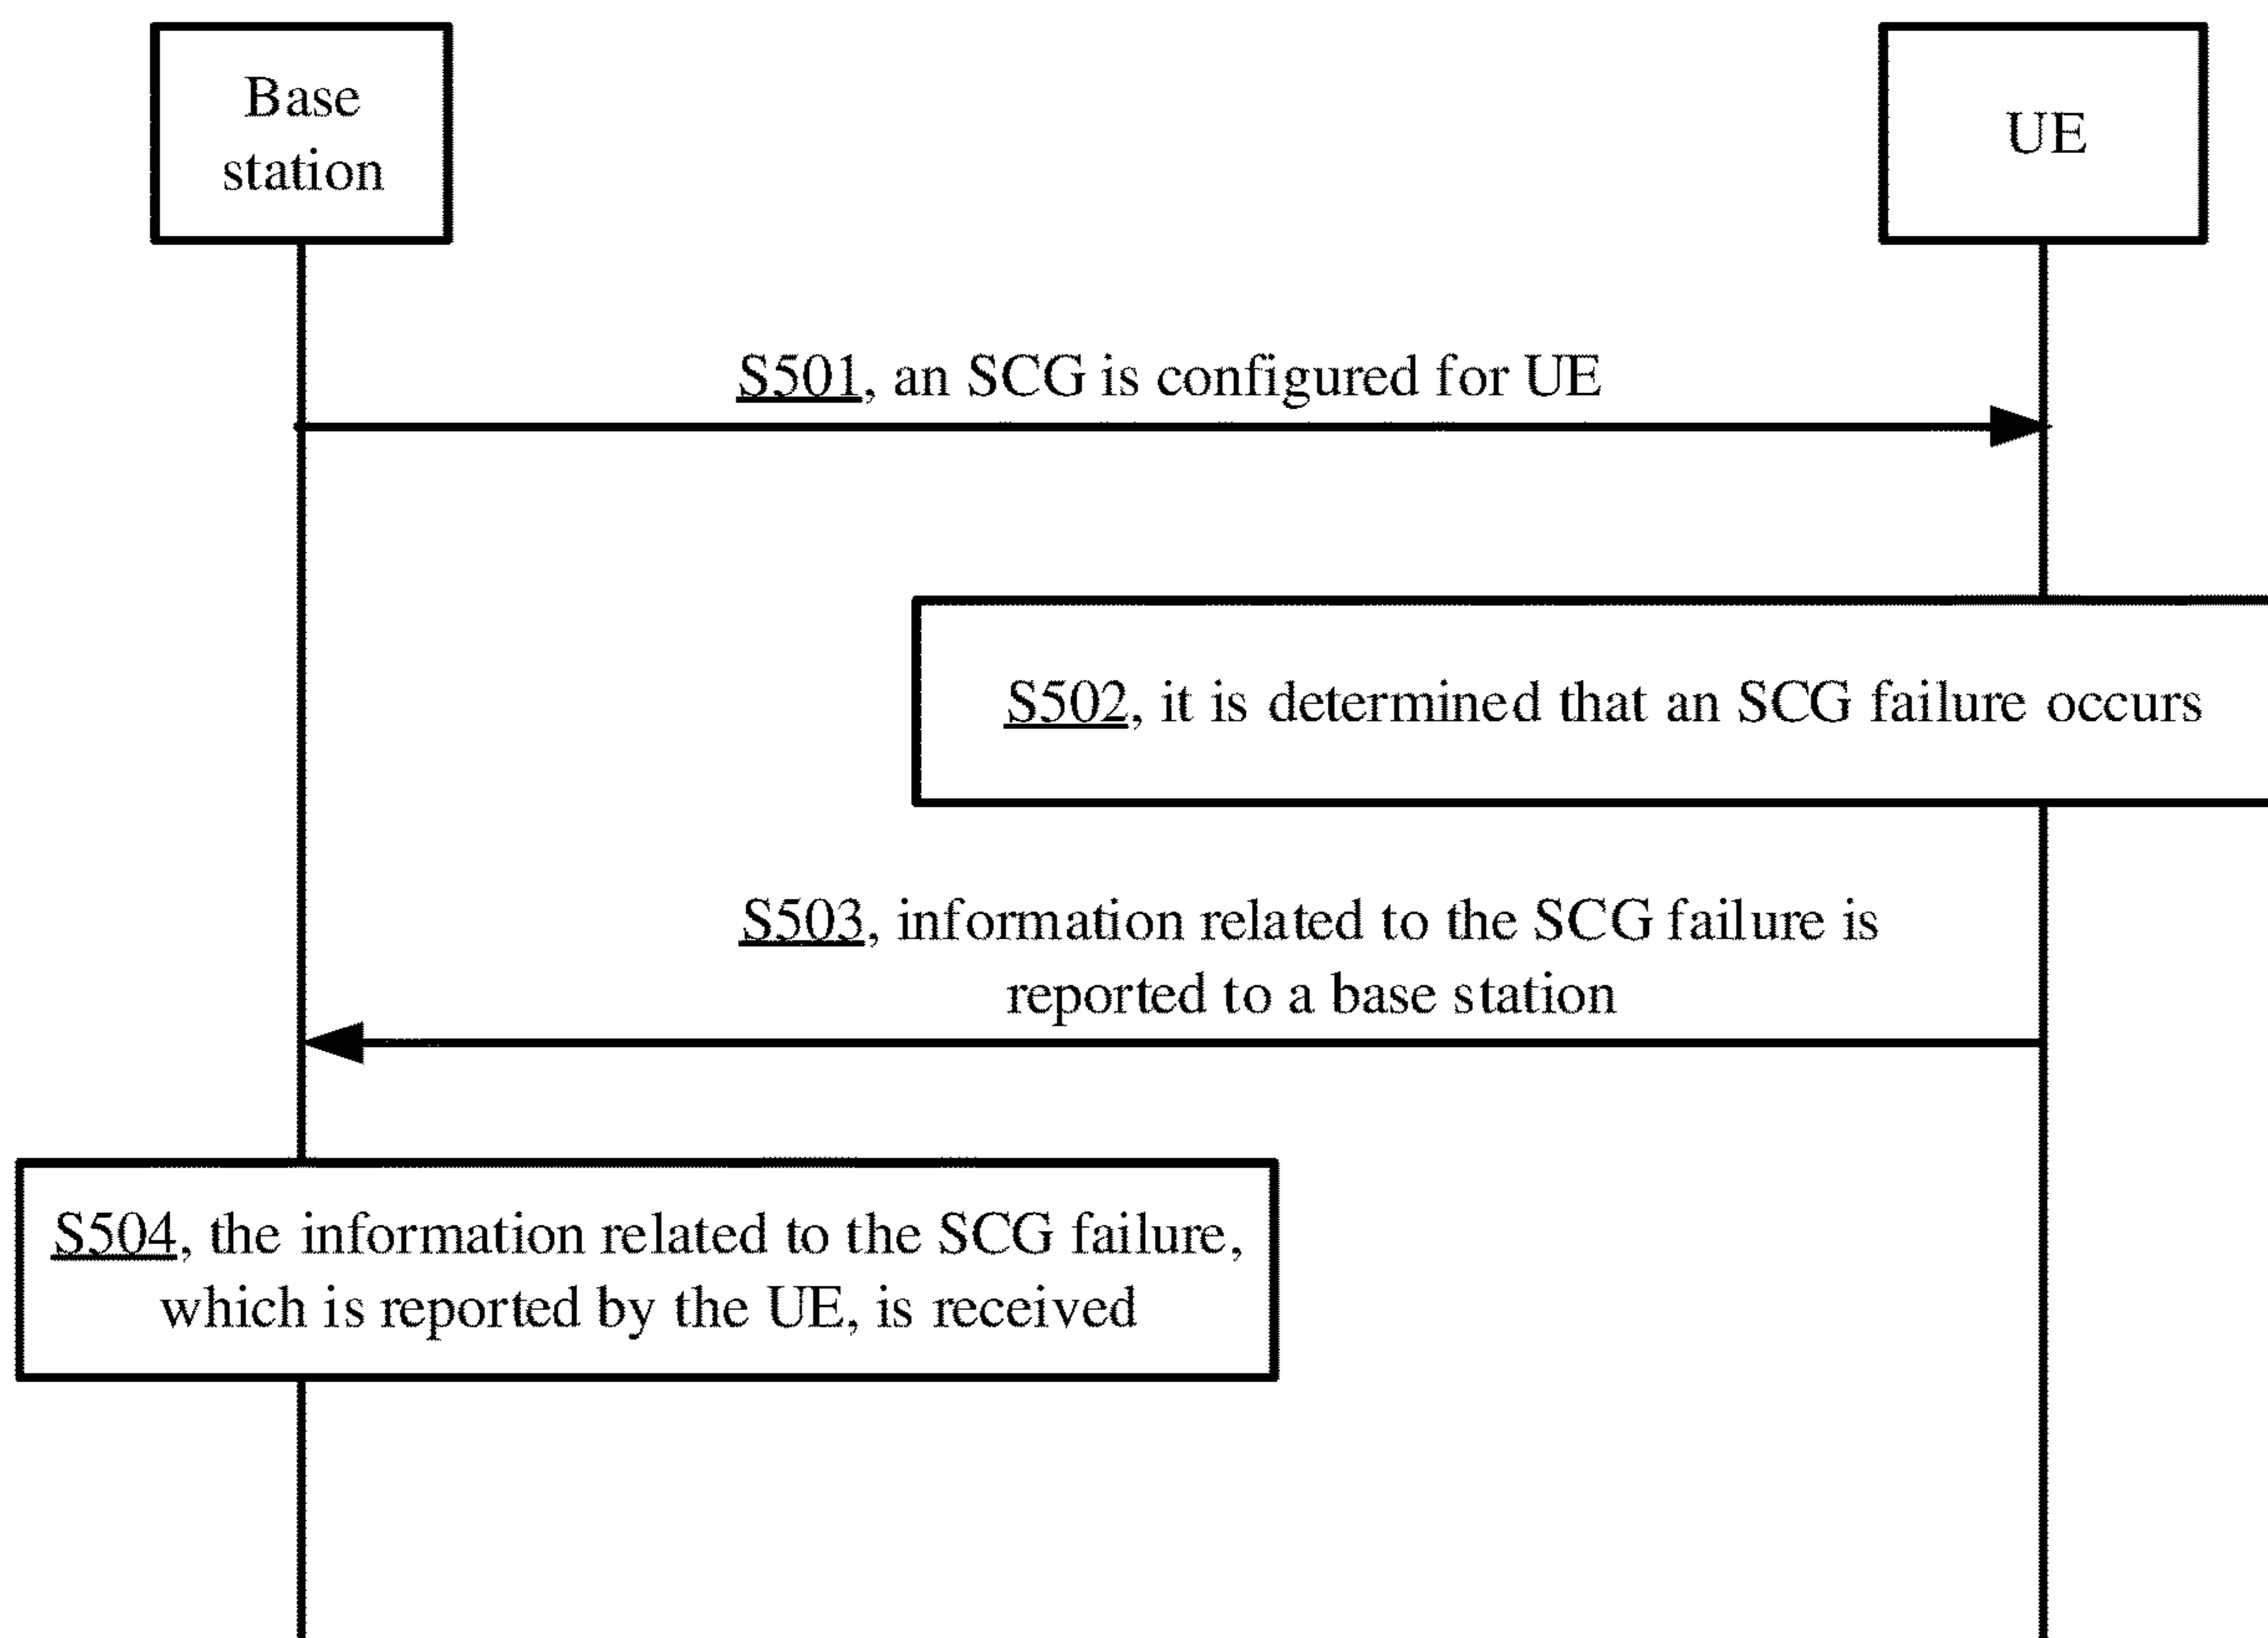 Base
station
UE
S501, an SCG is configured for UE
S502, it is determined that an SCG failure occurs
S503, information related to the SCG failure is
reported to a base station
S504, the information related to the SCG failure,
which is reported by the UE, is received